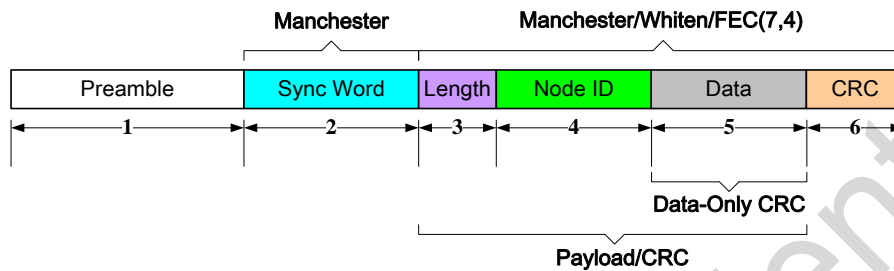 Manchester Manchester/Whiten/FEC(7,4)
Preamble Sync Word Length Node ID Data CRC
1 2 3 4 5 6
Data-Only CRC
Payload/CRC